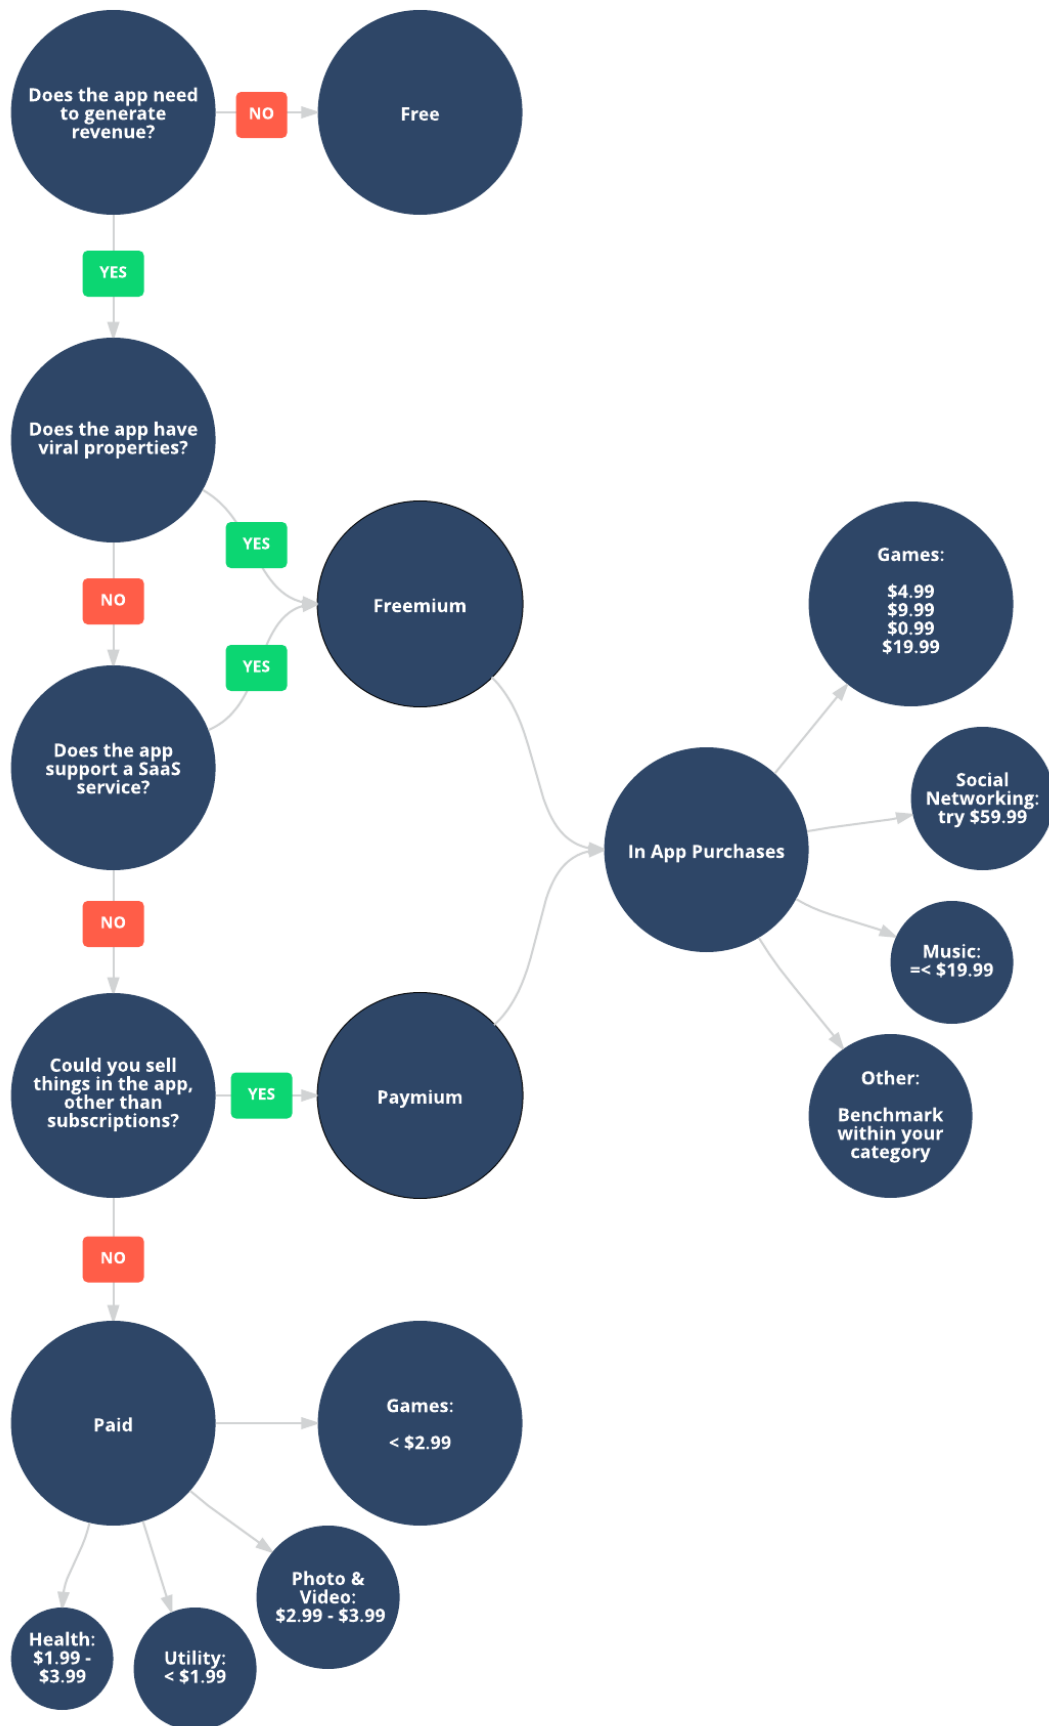 Does the app need
to generate
revenue?
NO
Free
YES
Does the app have
viral properties?
YES
NO
Freemium
YES
Does the app
support a SaaS
service?
NO
Could you sell
things in the app,
other than
subscriptions?
YES
Paymium
In App Purchases
Games:
$4.99
$9.99
$0.99
$19.99
Social
Networking:
try $59.99
Music:
=< $19.99
Other:
Benchmark
within your
category
NO
Paid
Games:
< $2.99
Photo &
Video:
$2.99 - $3.99
Health:
$1.99 -
$3.99
Utility:
< $1.99